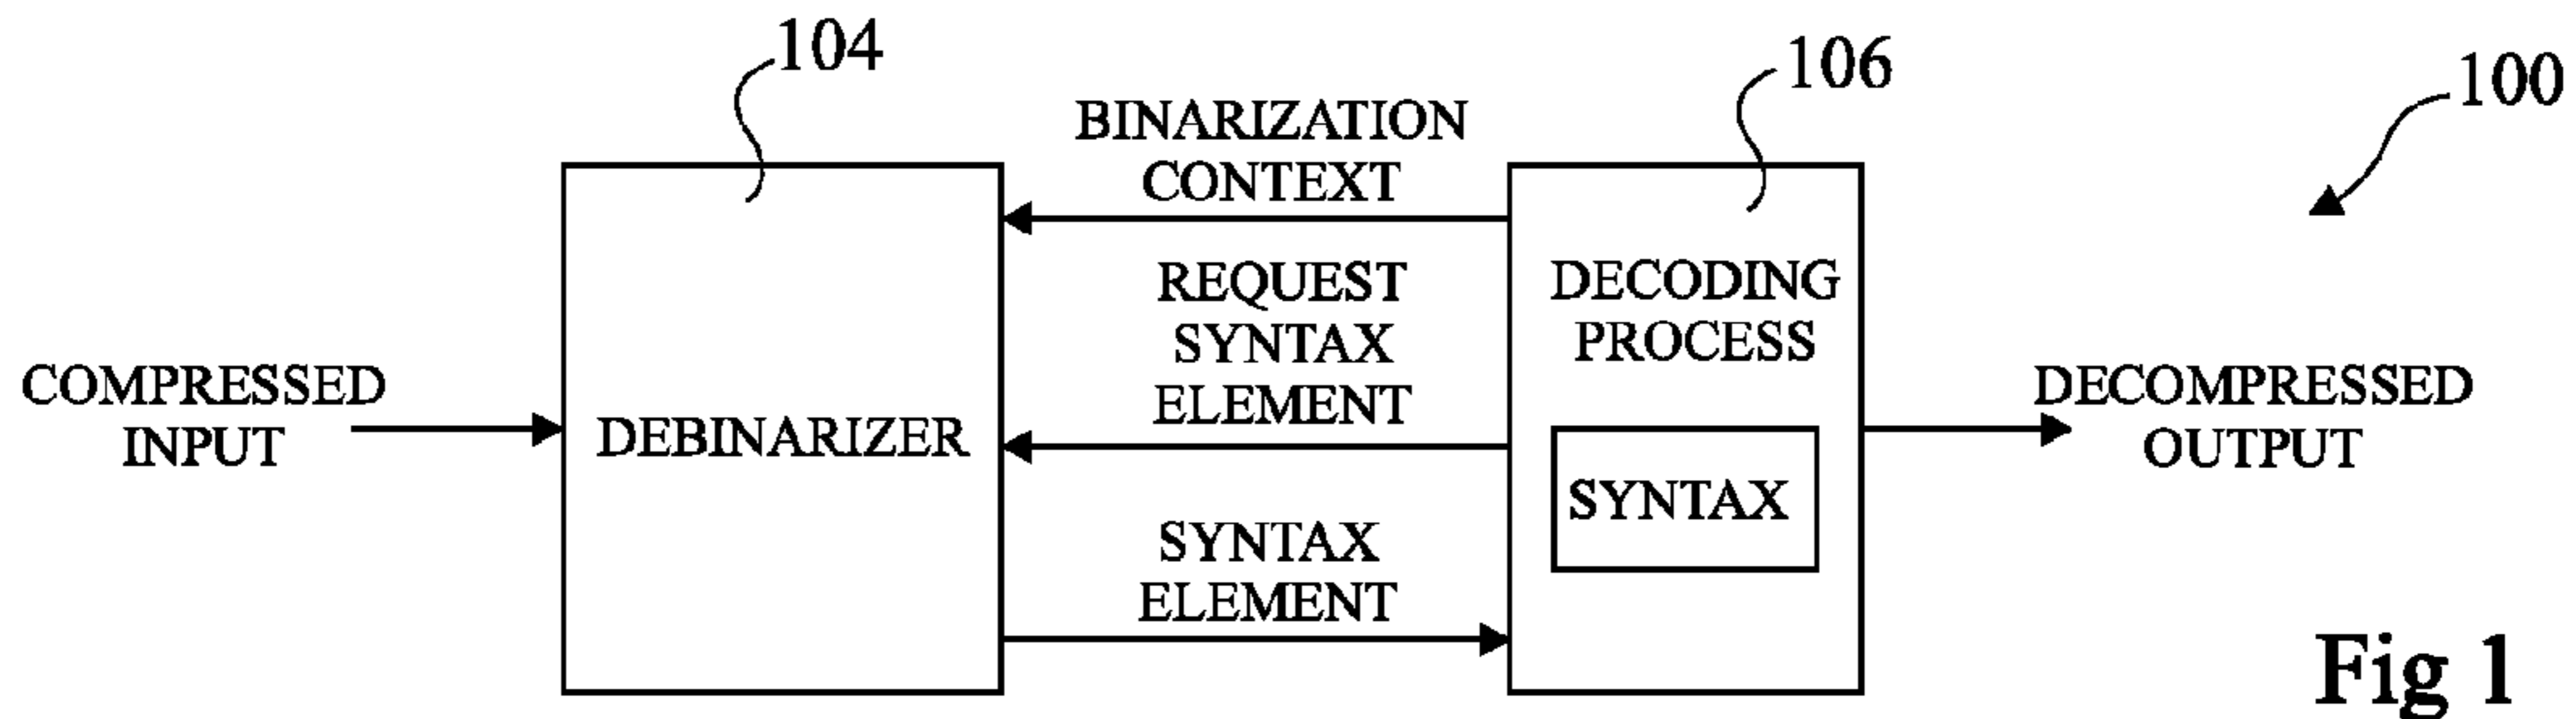 104
106
100
BINARIZATION
CONTEXT
REQUEST
SYNTAX
ELEMENT
SYNTAX
ELEMENT
COMPRESSED
INPUT
DEBINARIZER
DECODING
PROCESS
SYNTAX
DECOMPRESSED
OUTPUT
Fig 1